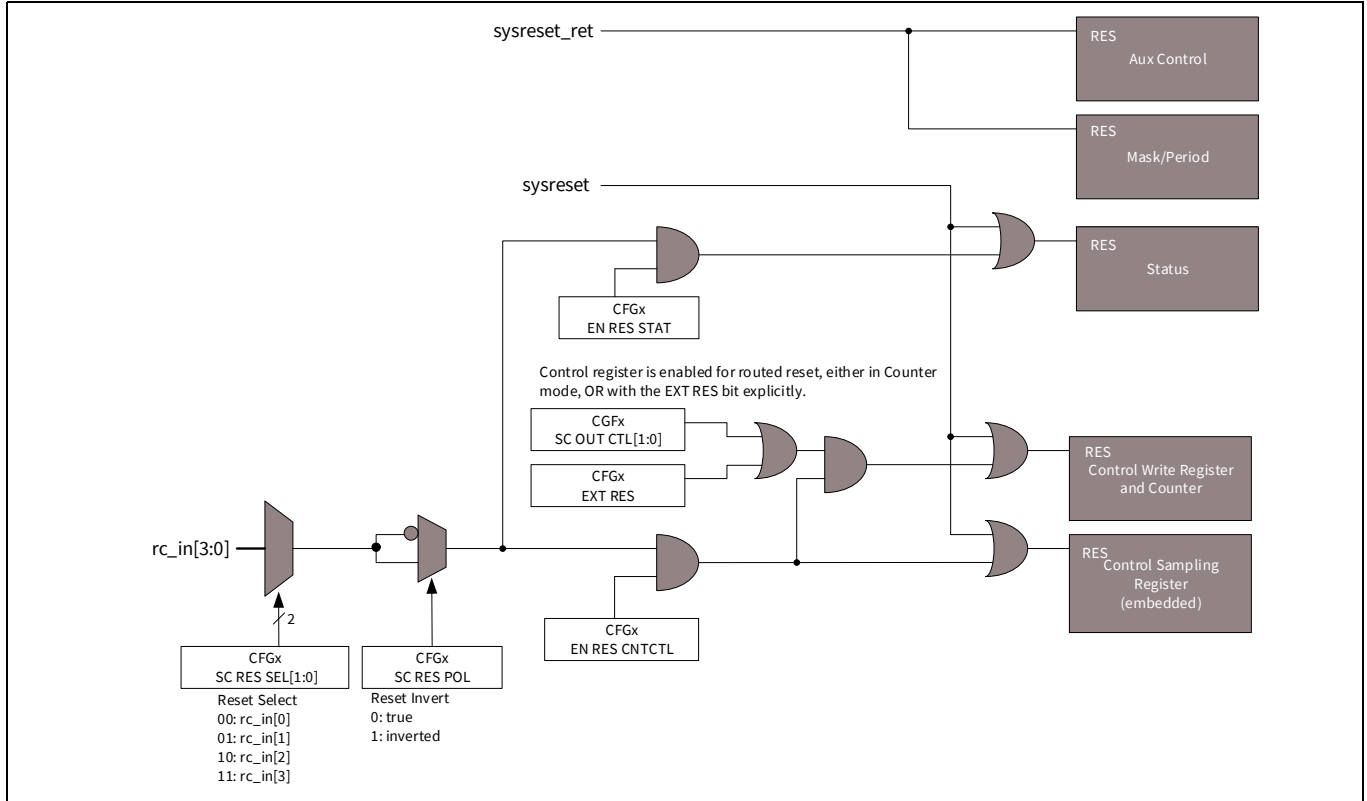 sysreset_ret
RES
Aux Control
RES
Mask/Period
sysreset
RES
Status
CFGx
EN RES STAT
Control register is enabled for routed reset, either in Counter
mode, OR with the EXT RES bit explicitly.
CGFx
SC OUT CTL[1:0]
CFGx
EXT RES
RES
Control Write Register
and Counter
rc_in[3:0]
RES
Control Sampling
Register
(embedded)
2
CFGx
EN RES CNTCTL
CFGx
SC RES SEL[1:0]
CFGx
SC RES POL
Reset Select
00: rc_in[0]
01: rc_in[1]
10: rc_in[2]
11: rc_in[3]
Reset Invert
0: true
1: inverted